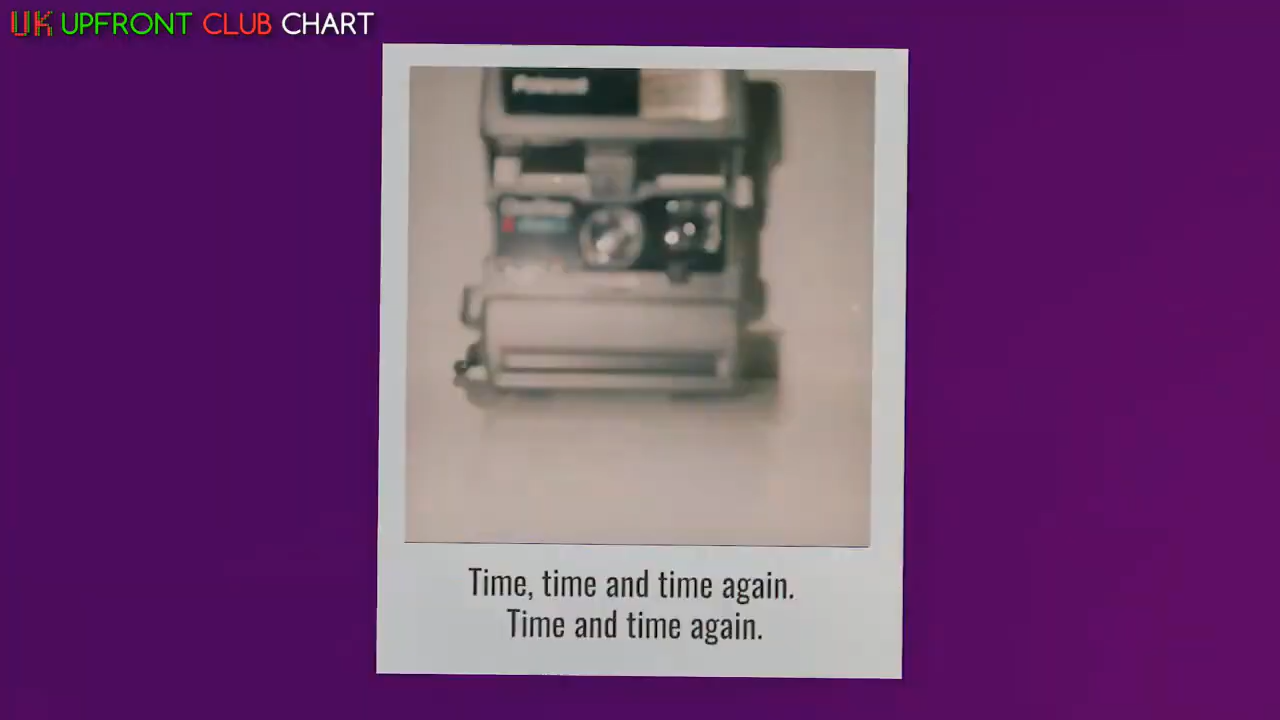 UK UPFRONT CLUB CHART
Polaroid
Time, time and time again.
Time and time again.